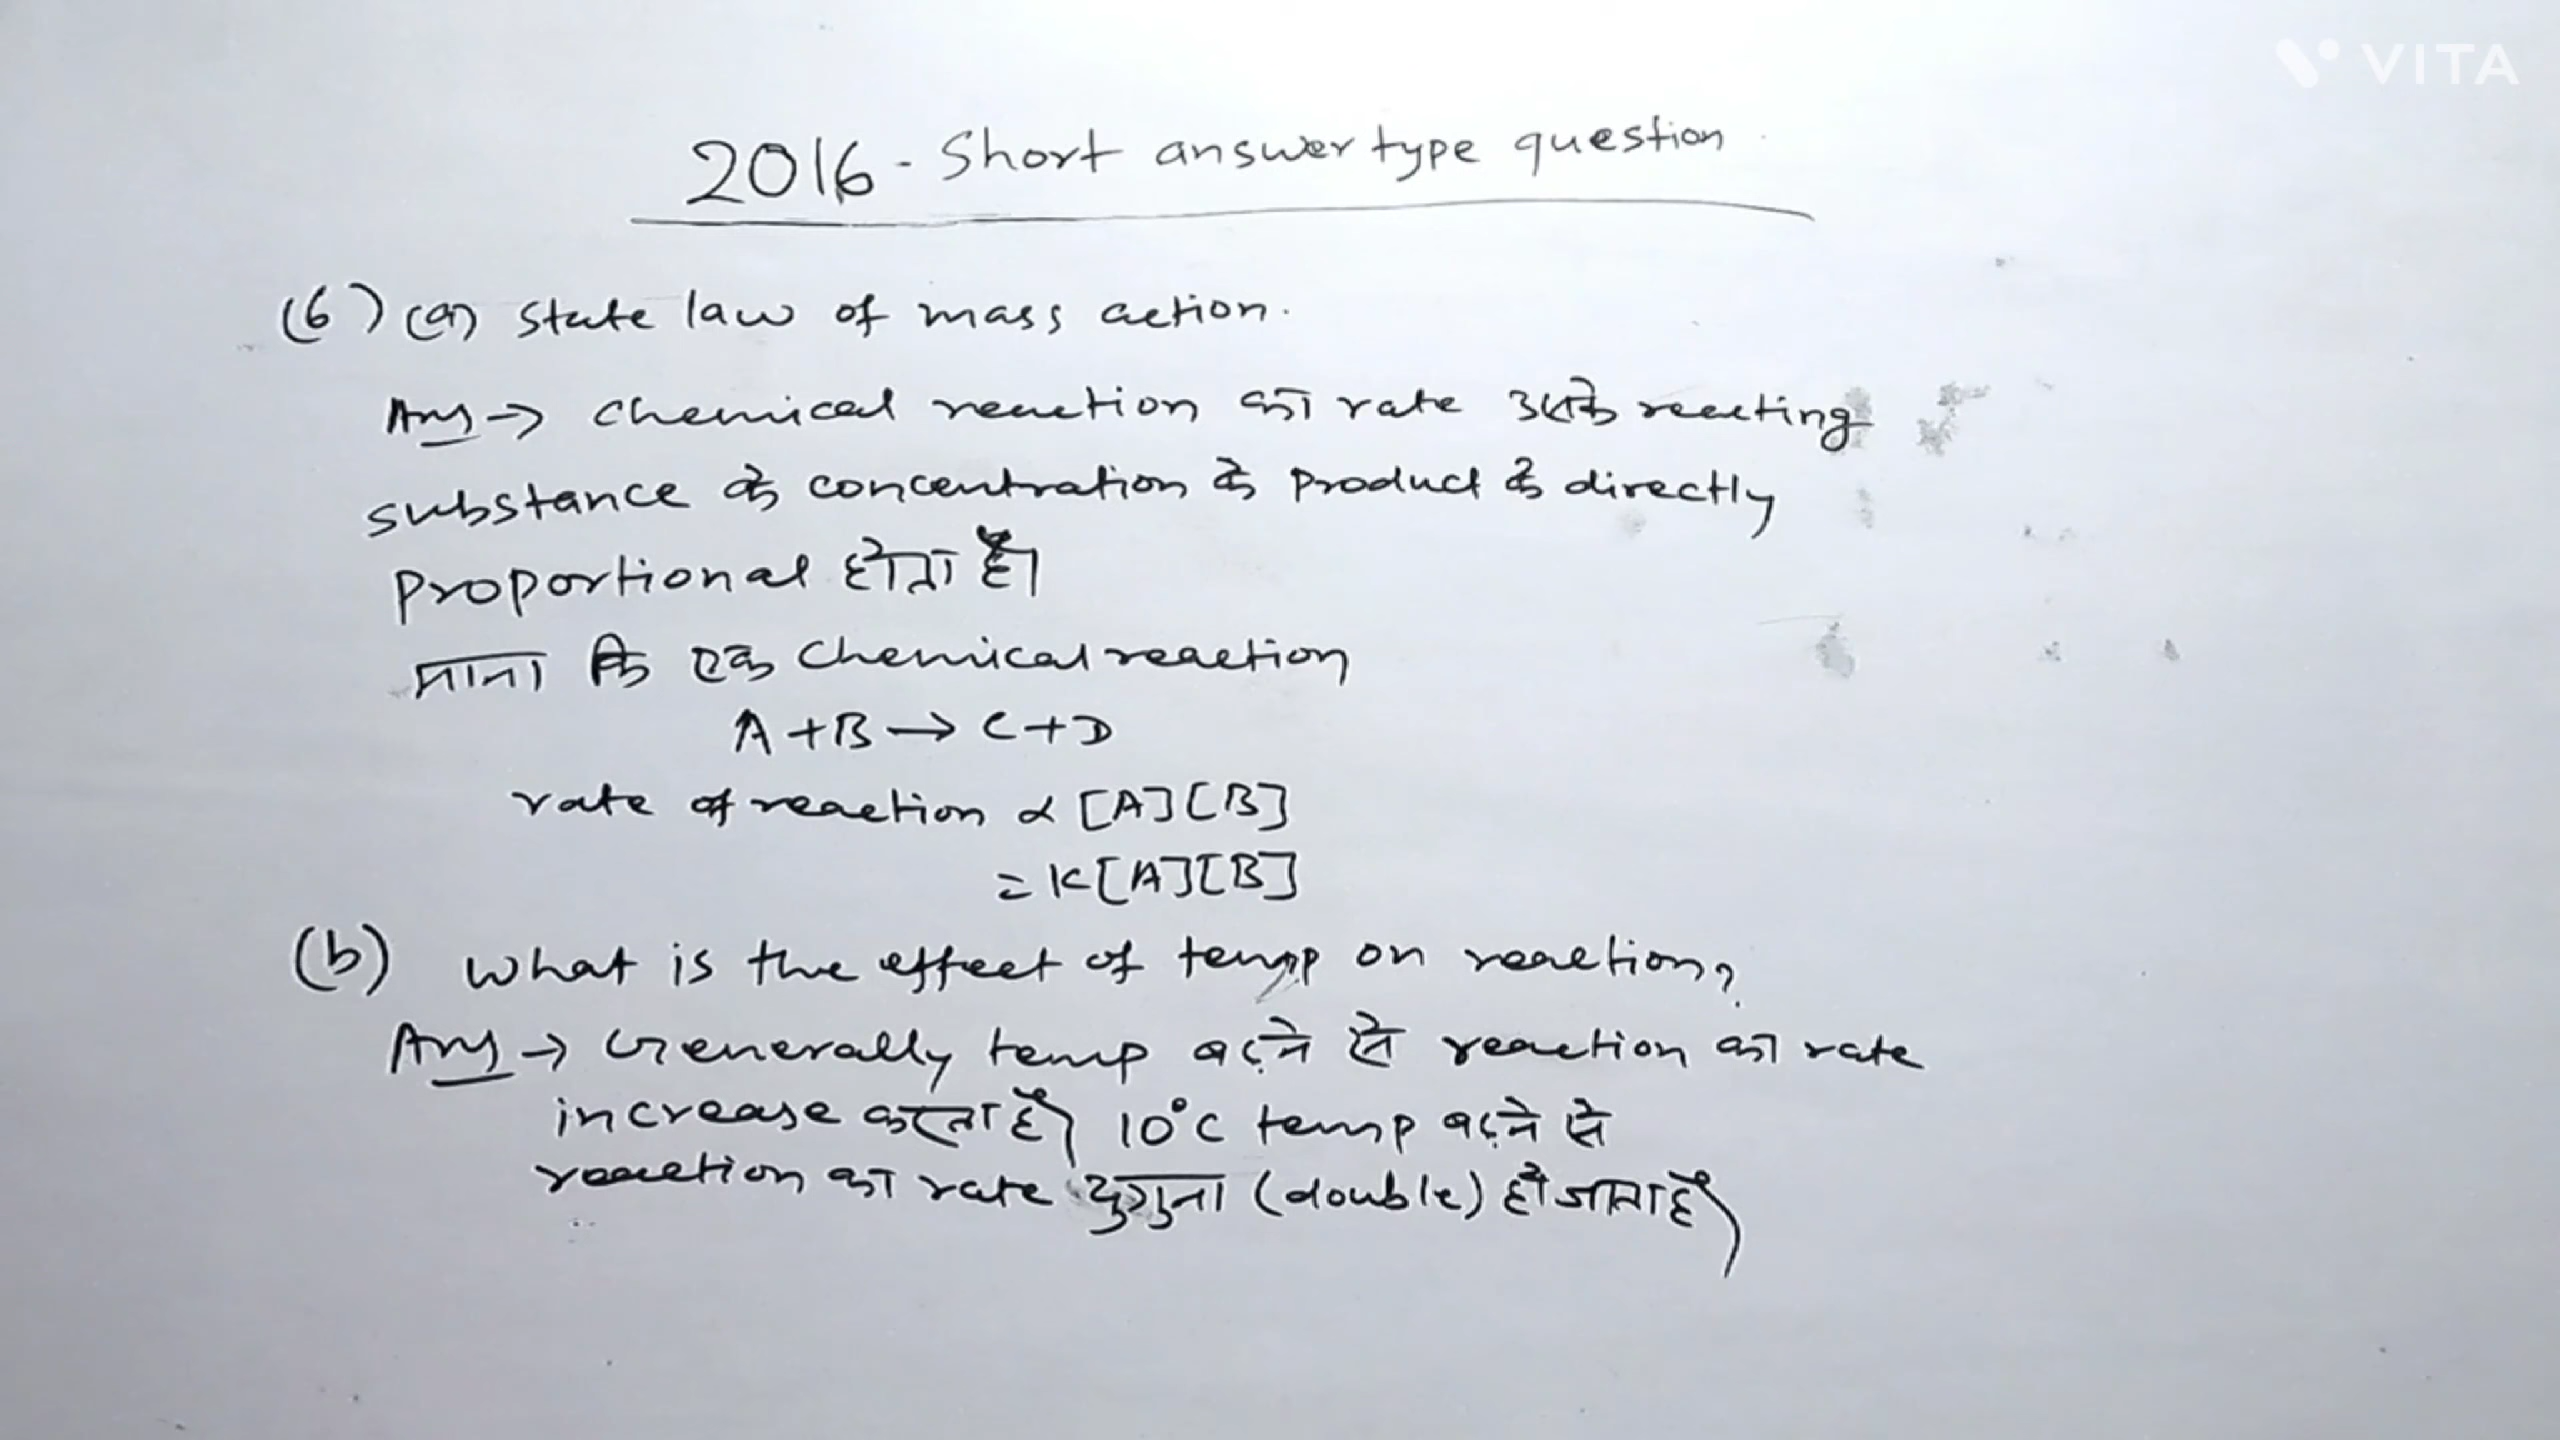 VITA
2016 - Short answer type question
(6) (a) State law of mass action.
Ans → Chemical reaction का rate उसके reacting
substance के concentration के product के directly
proportional होता है।
माना कि एक Chemical reaction
A + B → C + D
rate of reaction ∝ [A][B]
= K[A][B]
(b) What is the effect of temp on reaction?
Ans → Generally temp बढ़ने से reaction का rate
increase करता है। 10°C temp बढ़ने से
reaction का rate दुगुना (double) हो जाता है।